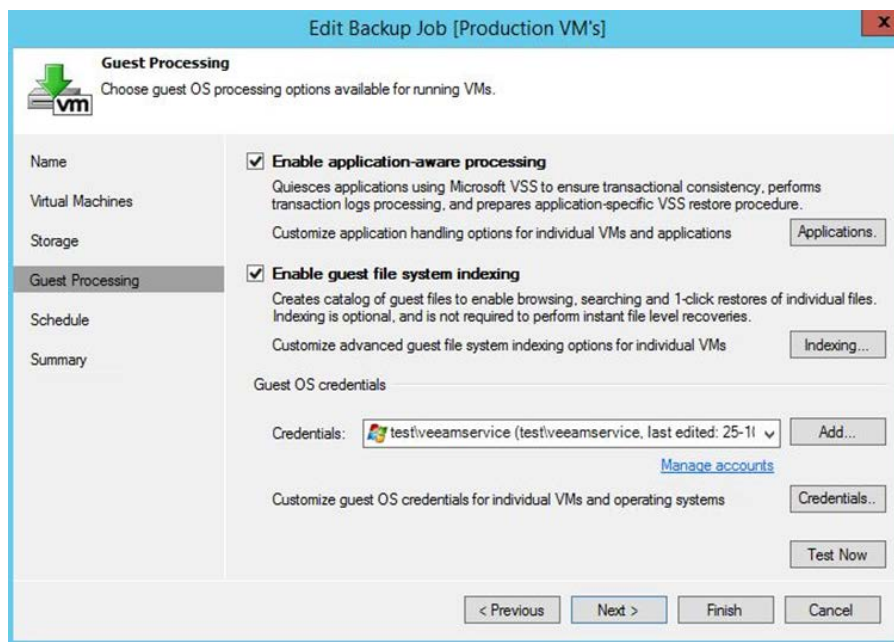 Edit Backup Job [Production VM's]
x
Guest Processing
Choose guest OS processing options available for running VMs.
vm
Name
Virtual Machines
Storage
Guest Processing
Schedule
Summary
Enable application-aware processing
Quiesces applications using Microsoft VSS to ensure transactional consistency, performs
transaction logs processing, and prepares application-specific VSS restore procedure.
Customize application handling options for individual VMs and applications
Applications.
Enable guest file system indexing
Creates catalog of guest files to enable browsing, searching and 1-click restores of individual files.
Indexing is optional, and is not required to perform instant file level recoveries.
Customize advanced guest file system indexing options for individual VMs
Indexing...
Guest OS credentials
Credentials:
test\veeamservice (test\veeamservice, last edited: 25-10
Add...
Manage accounts
Customize guest OS credentials for individual VMs and operating systems
Credentials..
Test Now
< Previous
Next >
Finish
Cancel